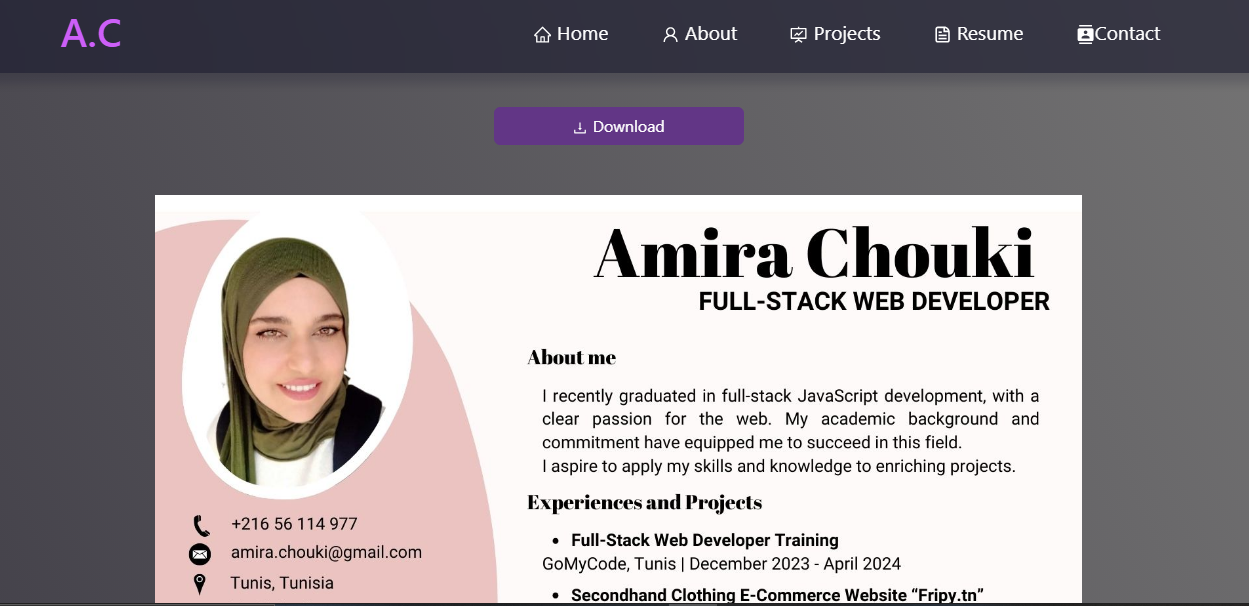 A.C
Home
About
Projects
Resume
Contact
Download
Amira Chouki
FULL-STACK WEB DEVELOPER
About me
I recently graduated in full-stack JavaScript development, with a
clear passion for the web. My academic background and
commitment have equipped me to succeed in this field.
I aspire to apply my skills and knowledge to enriching projects.
Experiences and Projects
• Full-Stack Web Developer Training
GoMyCode, Tunis | December 2023 - April 2024
• Secondhand Clothing E-Commerce Website “Fripy.tn”
+216 56 114 977
amira.chouki@gmail.com
Tunis, Tunisia